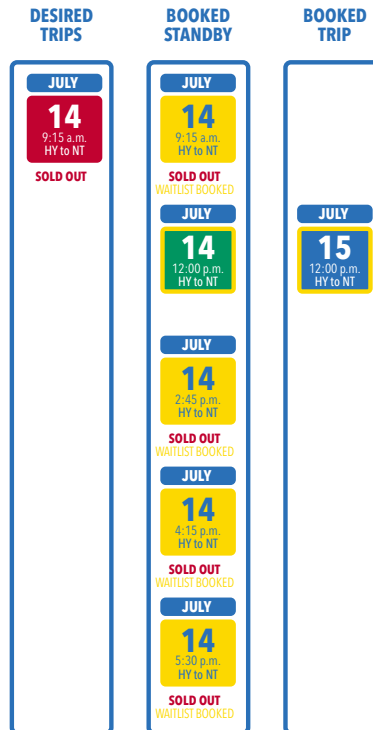 DESIRED
TRIPS
JULY
14
9:15 a.m.
HY to NT
SOLD OUT
BOOKED
STANDBY
JULY
14
9:15 a.m.
HY to NT
SOLD OUT
WAITLIST BOOKED
JULY
14
12:00 p.m.
HY to NT
JULY
14
2:45 p.m.
HY to NT
SOLD OUT
WAITLIST BOOKED
JULY
14
4:15 p.m.
HY to NT
SOLD OUT
WAITLIST BOOKED
JULY
14
5:30 p.m.
HY to NT
SOLD OUT
WAITLIST BOOKED
BOOKED
TRIP
JULY
15
12:00 p.m.
HY to NT